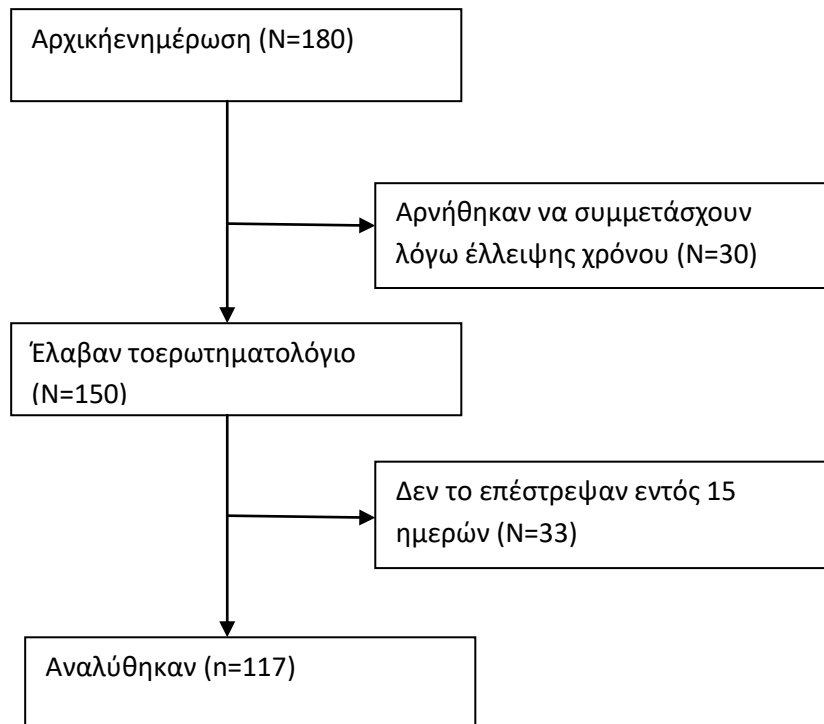 Αρχικήενημέρωση (N=180)
Αρνήθηκαν να συμμετάσχουν
λόγω έλλειψης χρόνου (N=30)
Έλαβαν τοερωτηματολόγιο
(N=150)
Δεν το επέστρεψαν εντός 15
ημερών (N=33)
Αναλύθηκαν (n=117)